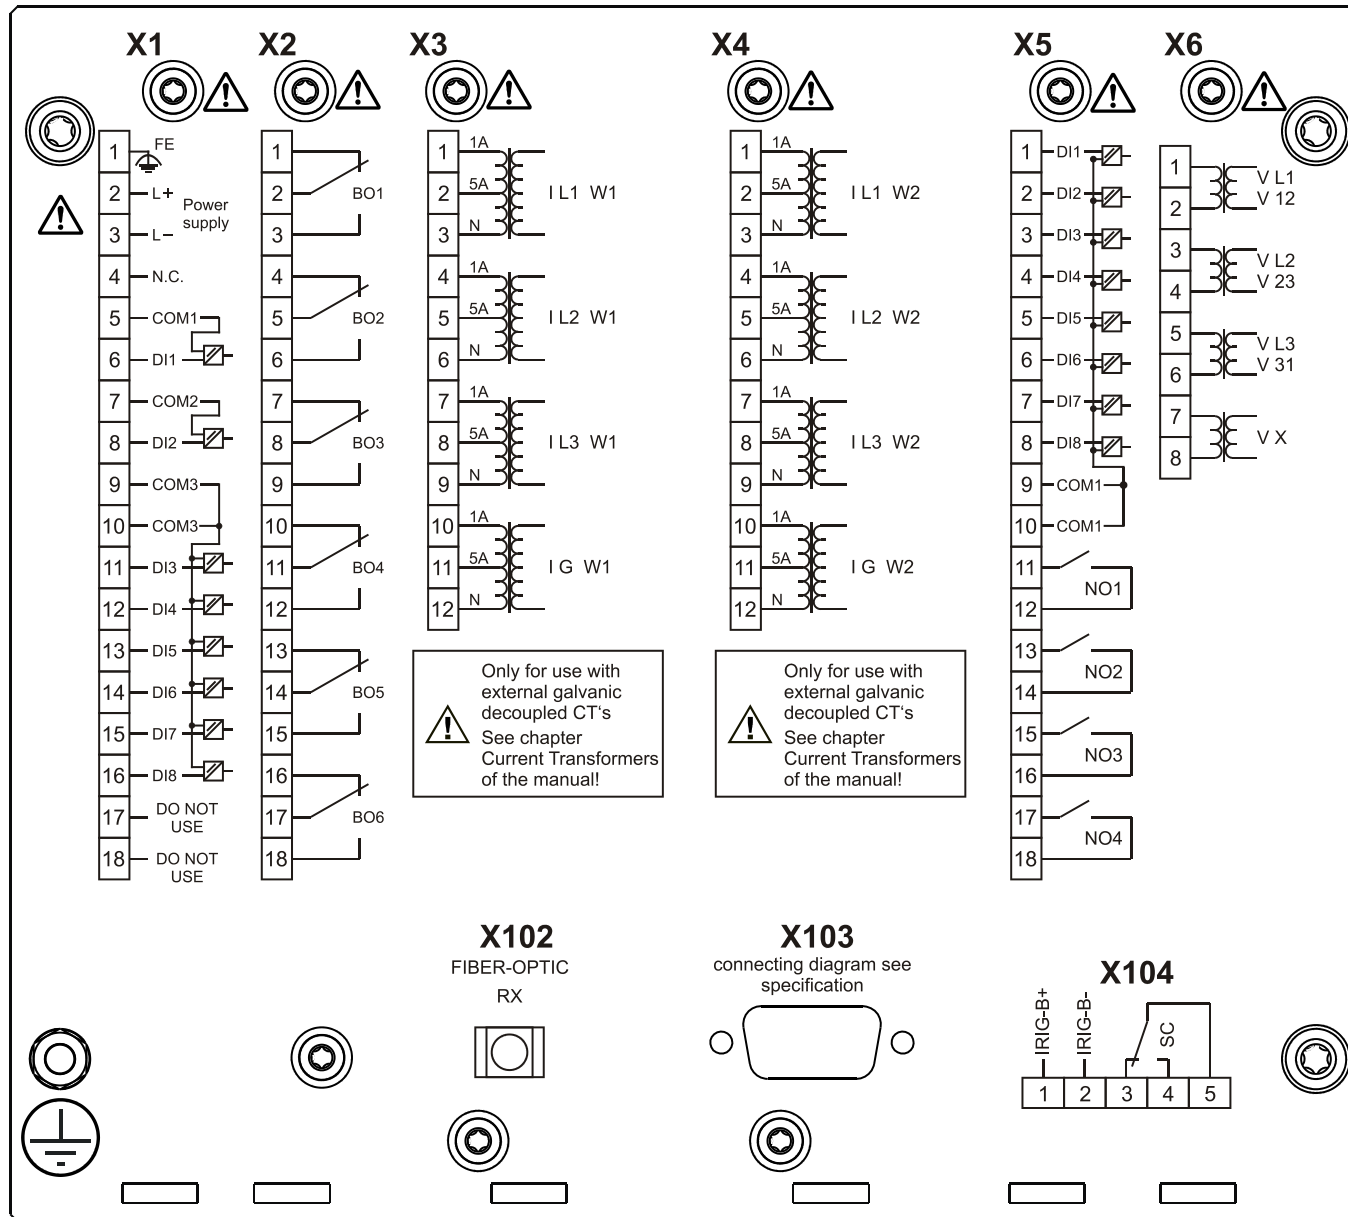 X1
1 FE
2 L+ Power
supply
3 L–
4 N.C.
5 COM1
6 DI1
7 COM2
8 DI2
9 COM3
10 COM3
11 DI3
12 DI4
13 DI5
14 DI6
15 DI7
16 DI8
17 DO NOT
USE
18 DO NOT
USE
X2
1
2 BO1
3
4
5 BO2
6
7
8 BO3
9
10
11 BO4
12
13
14 BO5
15
16
17 BO6
18
X3
1 1A
2 5A I L1 W1
3 N
4 1A
5 5A I L2 W1
6 N
7 1A
8 5A I L3 W1
9 N
10 1A
11 5A I G W1
12 N
Only for use with
external galvanic
decoupled CT‘s
See chapter
Current Transformers
of the manual!
X4
1 1A
2 5A I L1 W2
3 N
4 1A
5 5A I L2 W2
6 N
7 1A
8 5A I L3 W2
9 N
10 1A
11 5A I G W2
12 N
Only for use with
external galvanic
decoupled CT‘s
See chapter
Current Transformers
of the manual!
X5
1 DI1
2 DI2
3 DI3
4 DI4
5 DI5
6 DI6
7 DI7
8 DI8
9 COM1
10 COM1
11
NO1
12
13
NO2
14
15
NO3
16
17
NO4
18
X6
1 V L1
2 V 12
3 V L2
4 V 23
5 V L3
6 V 31
7
V X
8
X102
FIBER-OPTIC
RX
X103
connecting diagram see
specification
X104
IRIG-B+
IRIG-B-
SC
1 2 3 4 5